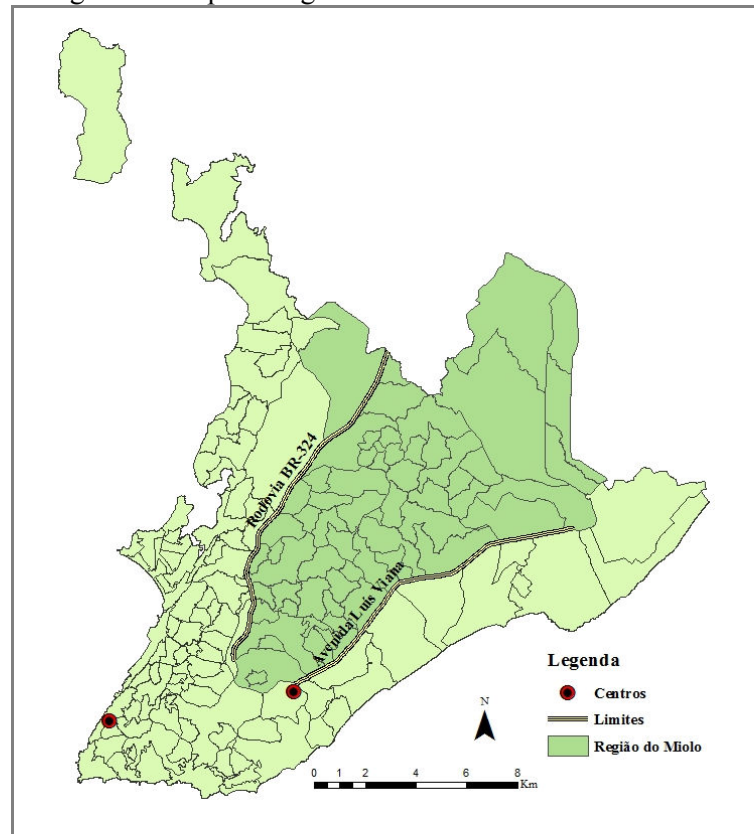 Rodovia BR-324
Avenida Luís Viana
Legenda
Centros
Limites
Região do Miolo
N
0 1 2 4 6 8
Km